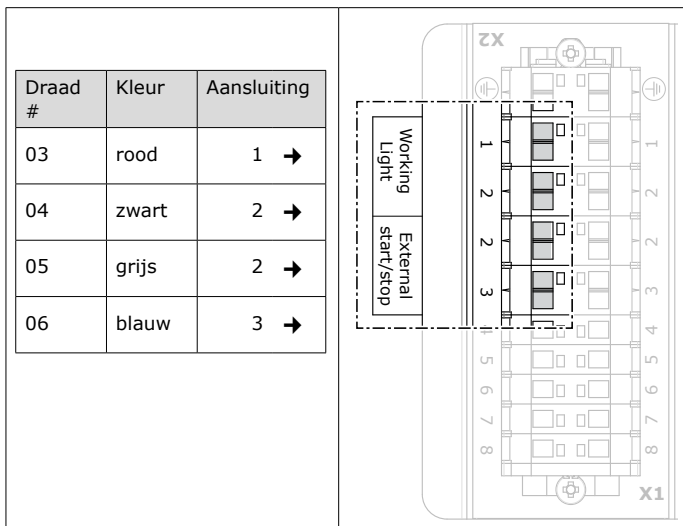 Draad # Kleur Aansluiting
03 rood 1 →
04 zwart 2 →
05 grijs 2 →
06 blauw 3 →
X2
Working Light
External start/stop
1 1
2 2
2 2
3 3
4 4
5 5
6 6
7 7
8 8
X1